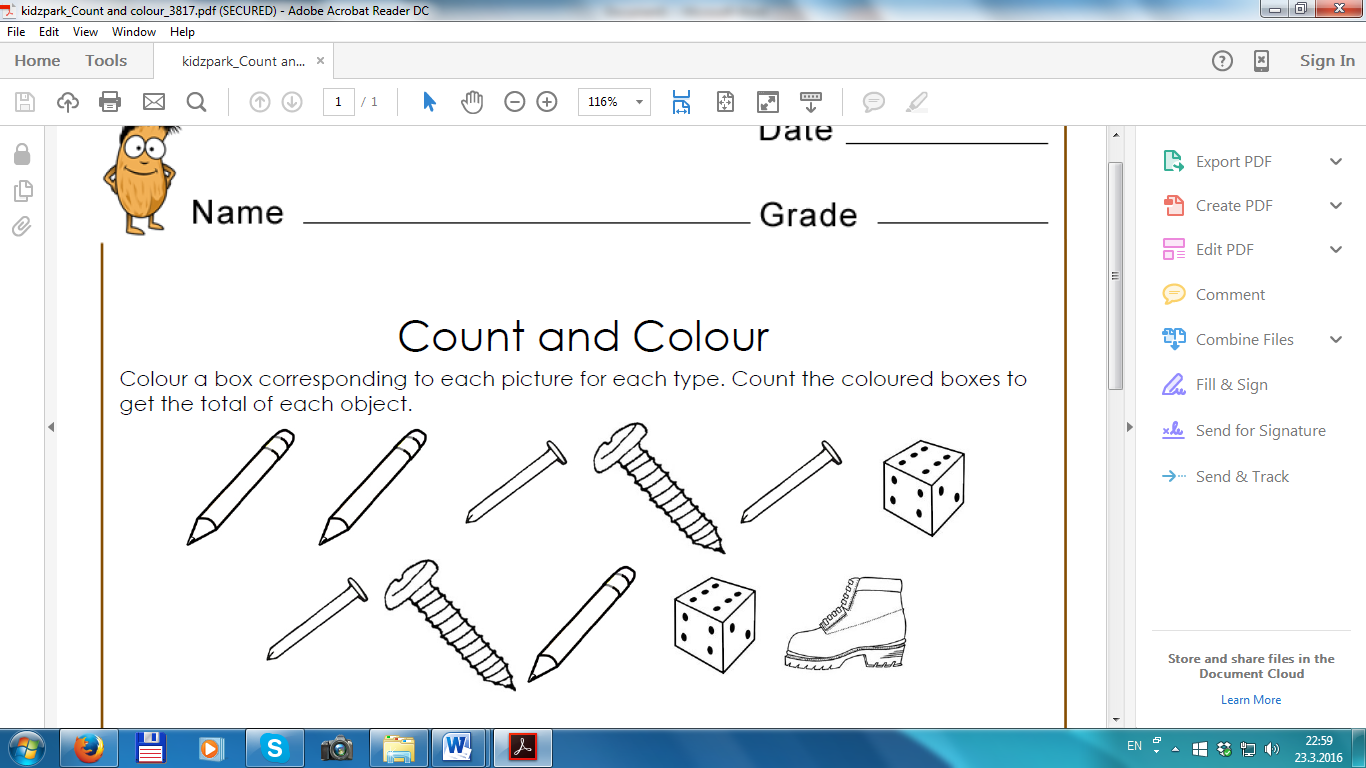 kidzpark_Count and colour_3817.pdf (SECURED) - Adobe Acrobat Reader DC
File Edit View Window Help
Home Tools kidzpark_Count an... × Sign In
1 / 1 116%
Date
Name Grade
Count and Colour
Colour a box corresponding to each picture for each type. Count the coloured boxes to
get the total of each object.
Export PDF
Create PDF
Edit PDF
Comment
Combine Files
Fill & Sign
Send for Signature
Send & Track
Store and share files in the
Document Cloud
Learn More
EN 22:59
23.3.2016